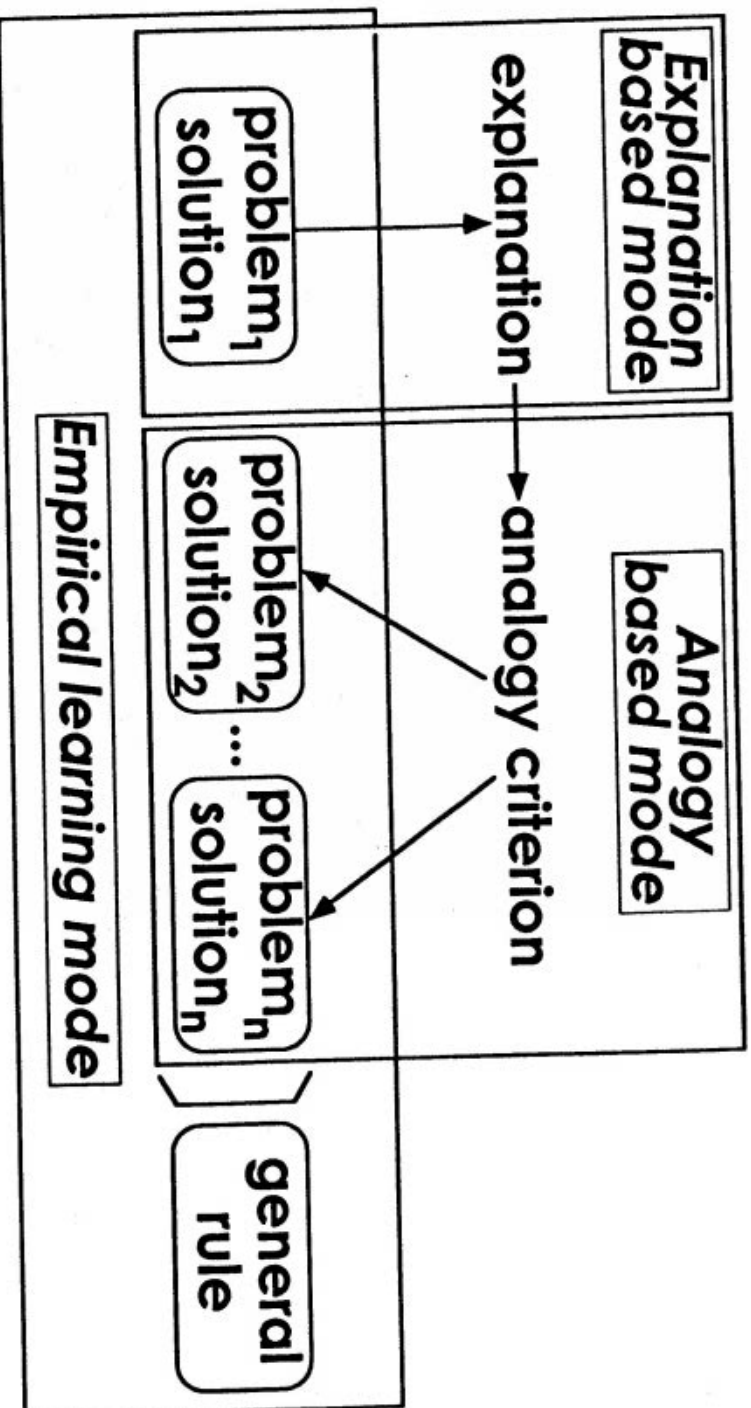 Explanation
based mode
Analogy
based mode
explanation
analogy criterion
problem₁
solution₁
problem₂
solution₂
...
problemₙ
solutionₙ
general
rule
Empirical learning mode